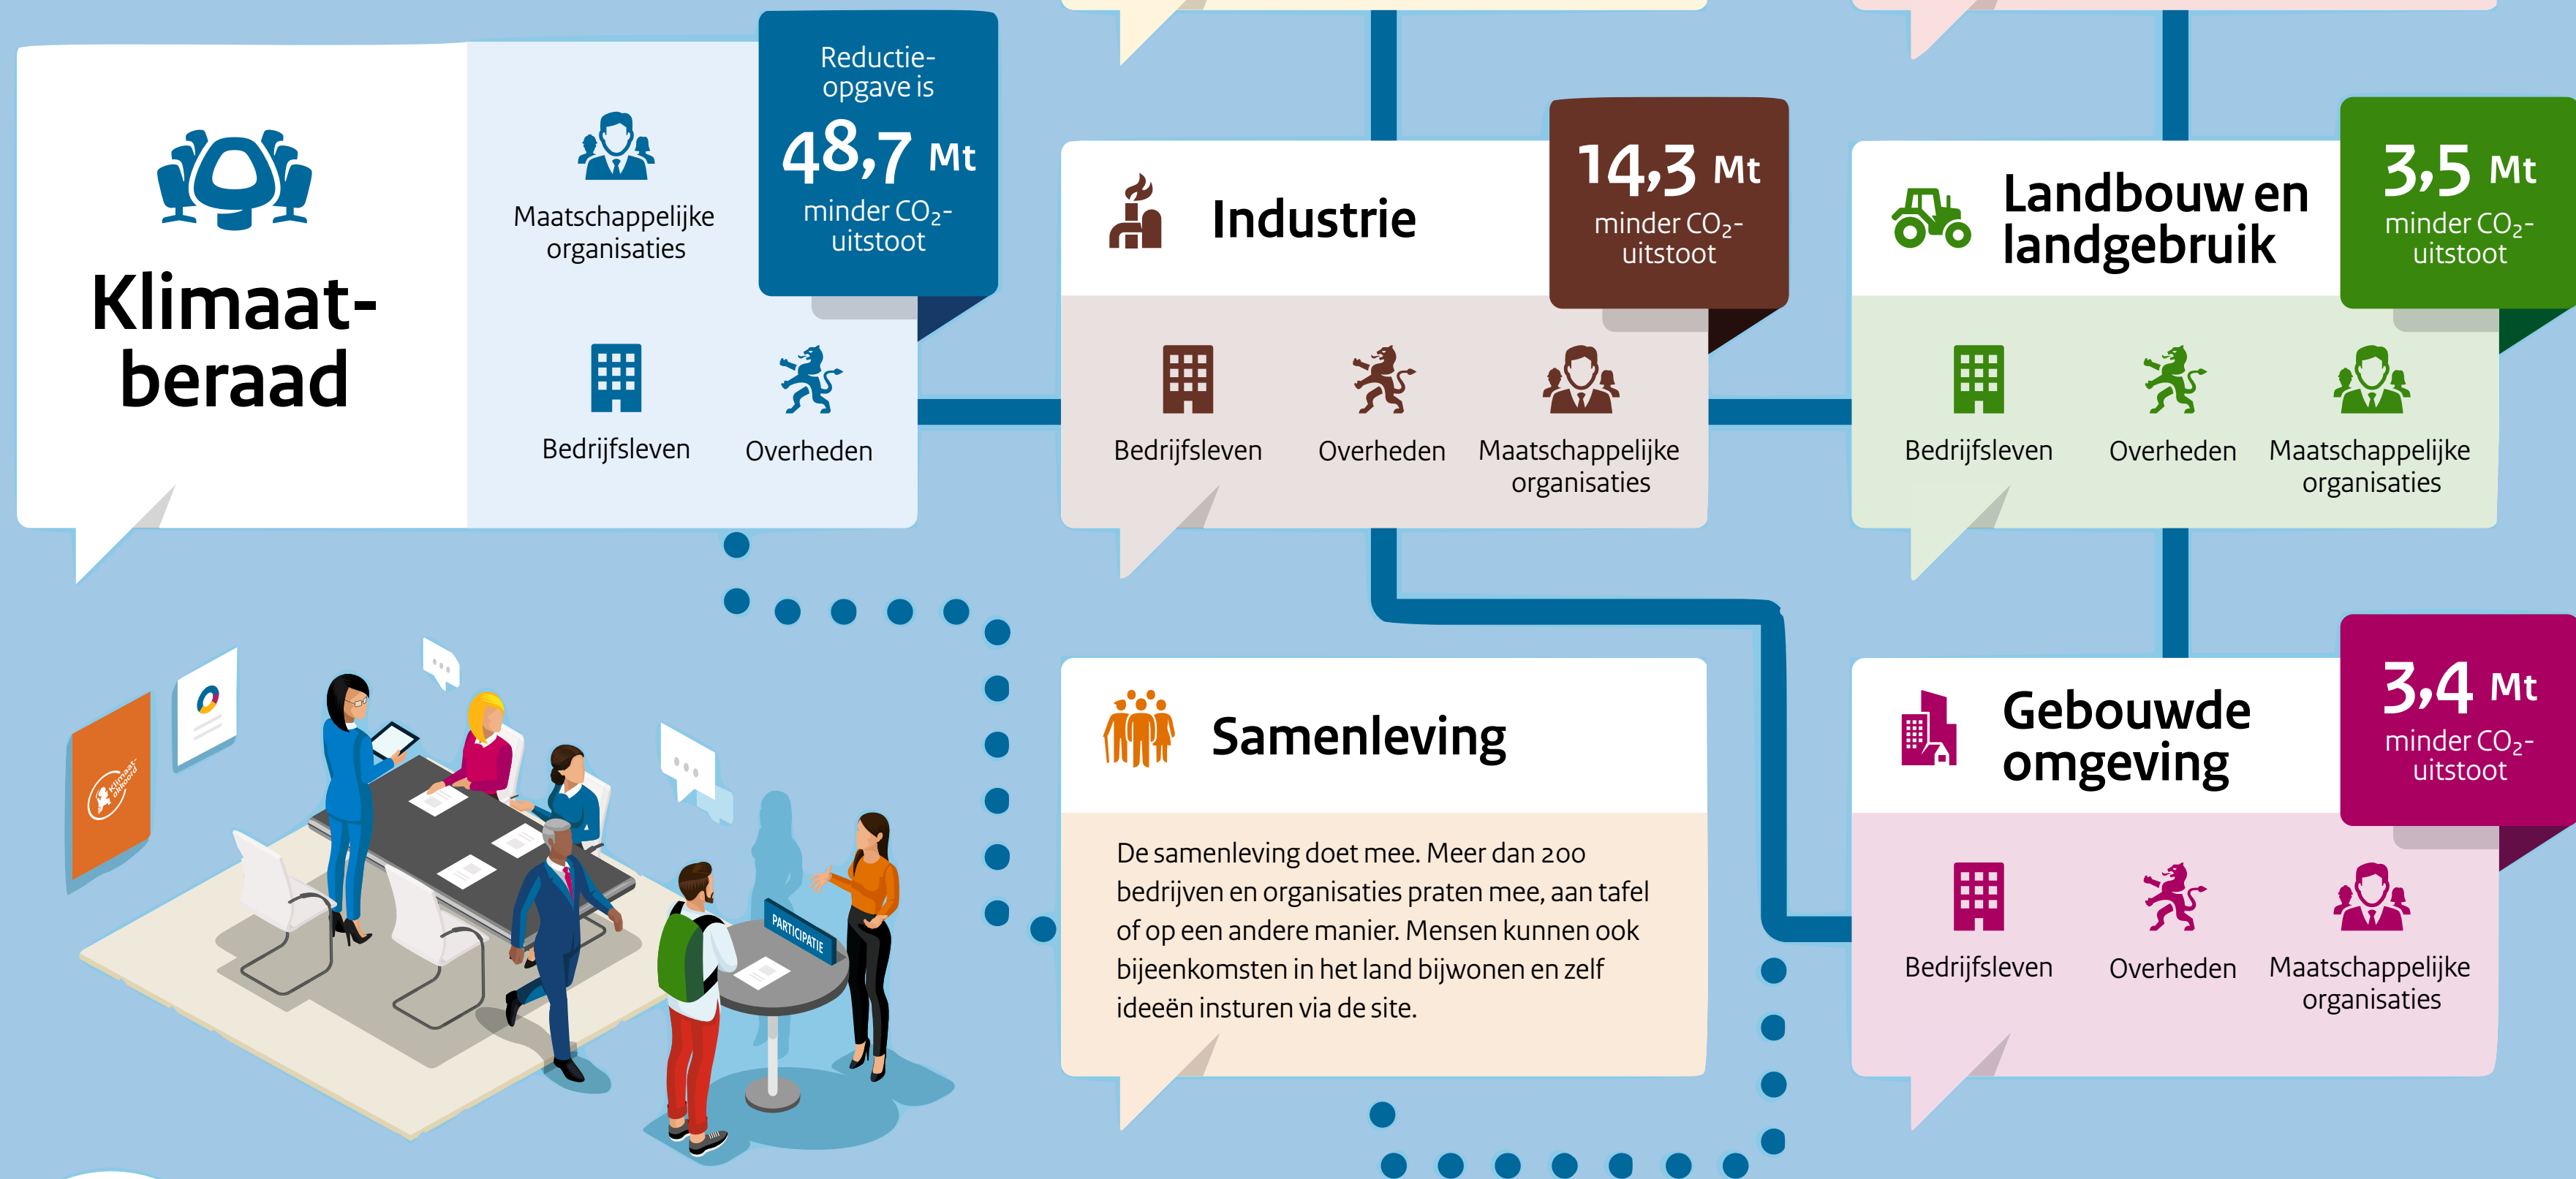 Klimaat-
beraad
Maatschappelijke
organisaties
Bedrijfsleven
Overheden
Reductie-
opgave is
48,7 Mt
minder CO₂-
uitstoot
Industrie
14,3 Mt
minder CO₂-
uitstoot
Bedrijfsleven
Overheden
Maatschappelijke
organisaties
Landbouw en
landgebruik
3,5 Mt
minder CO₂-
uitstoot
Bedrijfsleven
Overheden
Maatschappelijke
organisaties
Klimaat-
akkoord
PARTICIPATIE
Samenleving
De samenleving doet mee. Meer dan 200
bedrijven en organisaties praten mee, aan tafel
of op een andere manier. Mensen kunnen ook
bijeenkomsten in het land bijwonen en zelf
ideeën insturen via de site.
Gebouwde
omgeving
3,4 Mt
minder CO₂-
uitstoot
Bedrijfsleven
Overheden
Maatschappelijke
organisaties